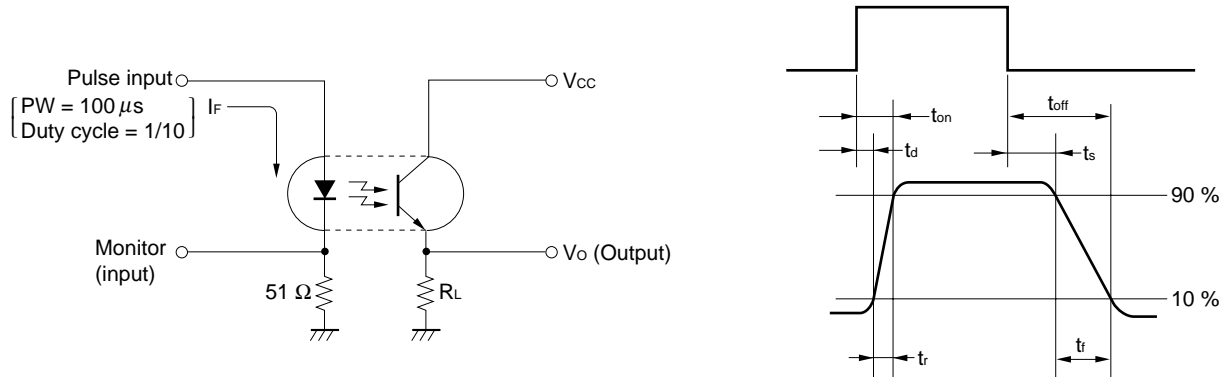 Pulse input
PW = 100 μs
Duty cycle = 1/10
IF
VCC
Monitor
(input)
51 Ω
RL
VO (Output)
ton
toff
td
ts
90 %
10 %
tr
tf